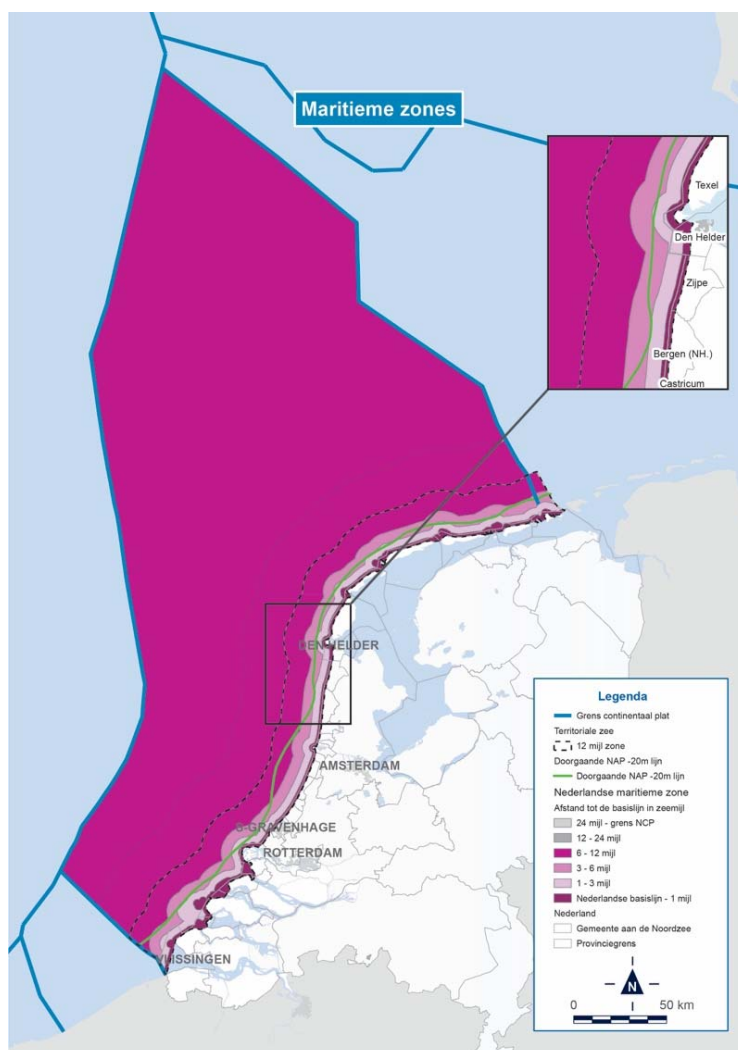 Maritieme zones
Texel
Den Helder
Zijpe
Bergen (NH.)
Castricum
DEN HELDER
AMSTERDAM
S-GRAVENHAGE
ROTTERDAM
VLISSINGEN
Legenda
Grens continentaal plat
Territoriale zee
12 mijl zone
Doorgaande NAP -20m lijn
Doorgaande NAP -20m lijn
Nederlandse maritieme zone
Afstand tot de basislijn in zeemijl
24 mijl - grens NCP
12 - 24 mijl
6 - 12 mijl
3 - 6 mijl
1 - 3 mijl
Nederlandse basislijn - 1 mijl
Nederland
Gemeente aan de Noordzee
Provinciegrens
N
0 50 km